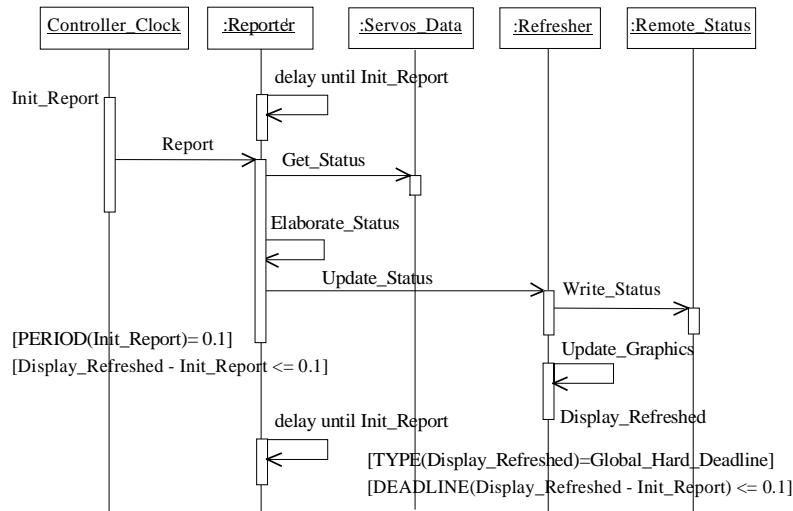 Controller_Clock
:Reporter
:Servos_Data
:Refresher
:Remote_Status
delay until Init_Report
Init_Report
Report
Get_Status
Elaborate_Status
Update_Status
Write_Status
[PERIOD(Init_Report)= 0.1]
Update_Graphics
[Display_Refreshed - Init_Report <= 0.1]
delay until Init_Report
Display_Refreshed
[TYPE(Display_Refreshed)=Global_Hard_Deadline]
[DEADLINE(Display_Refreshed - Init_Report) <= 0.1]